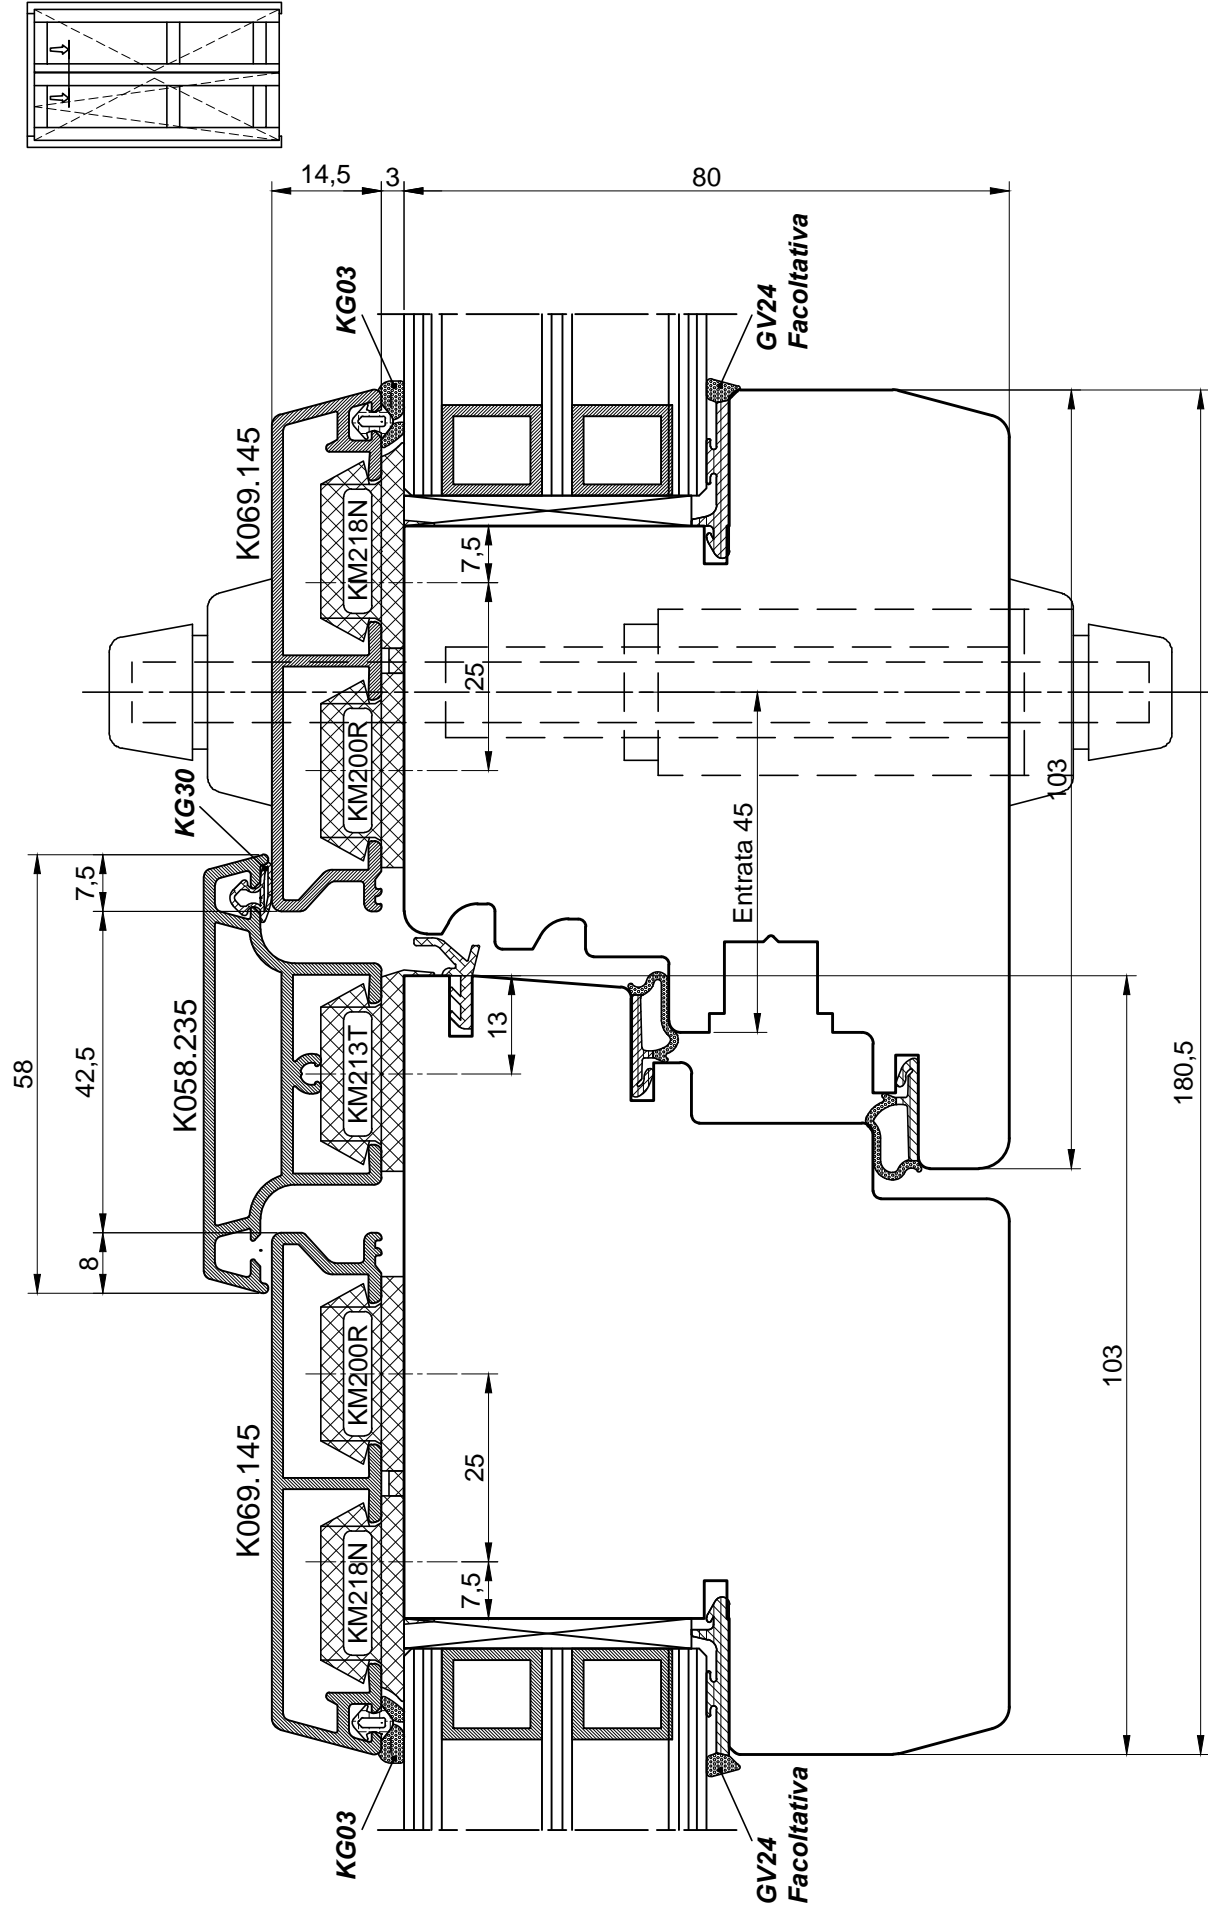 14,5
3
80
KG03
GV24
Facoltativa
K069.145
KM218N
7,5
25
KM200R
KG30
Entrata 45
103
58
7,5
42,5
8
K058.235
KM213T
13
180,5
103
KM200R
K069.145
25
KM218N
7,5
KG03
GV24
Facoltativa